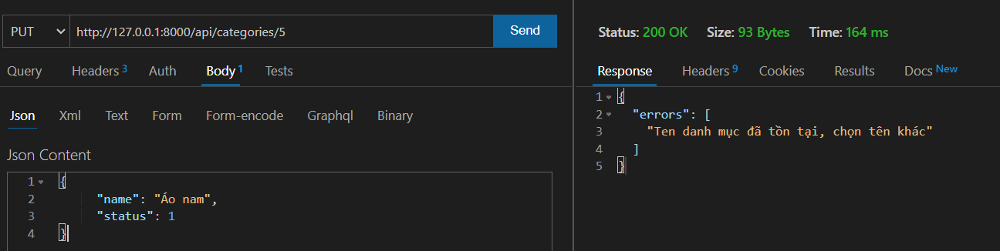 PUT http://127.0.0.1:8000/api/categories/5 Send
Query Headers 3 Auth Body 1 Tests
Json Xml Text Form Form-encode Graphql Binary
Json Content
1 {
2 "name": "Áo nam",
3 "status": 1
4 }
Status: 200 OK Size: 93 Bytes Time: 164 ms
Response Headers 9 Cookies Results Docs New
1 {
2 "errors": [
3 "Ten danh mục đã tồn tại, chọn tên khác"
4 ]
5 }